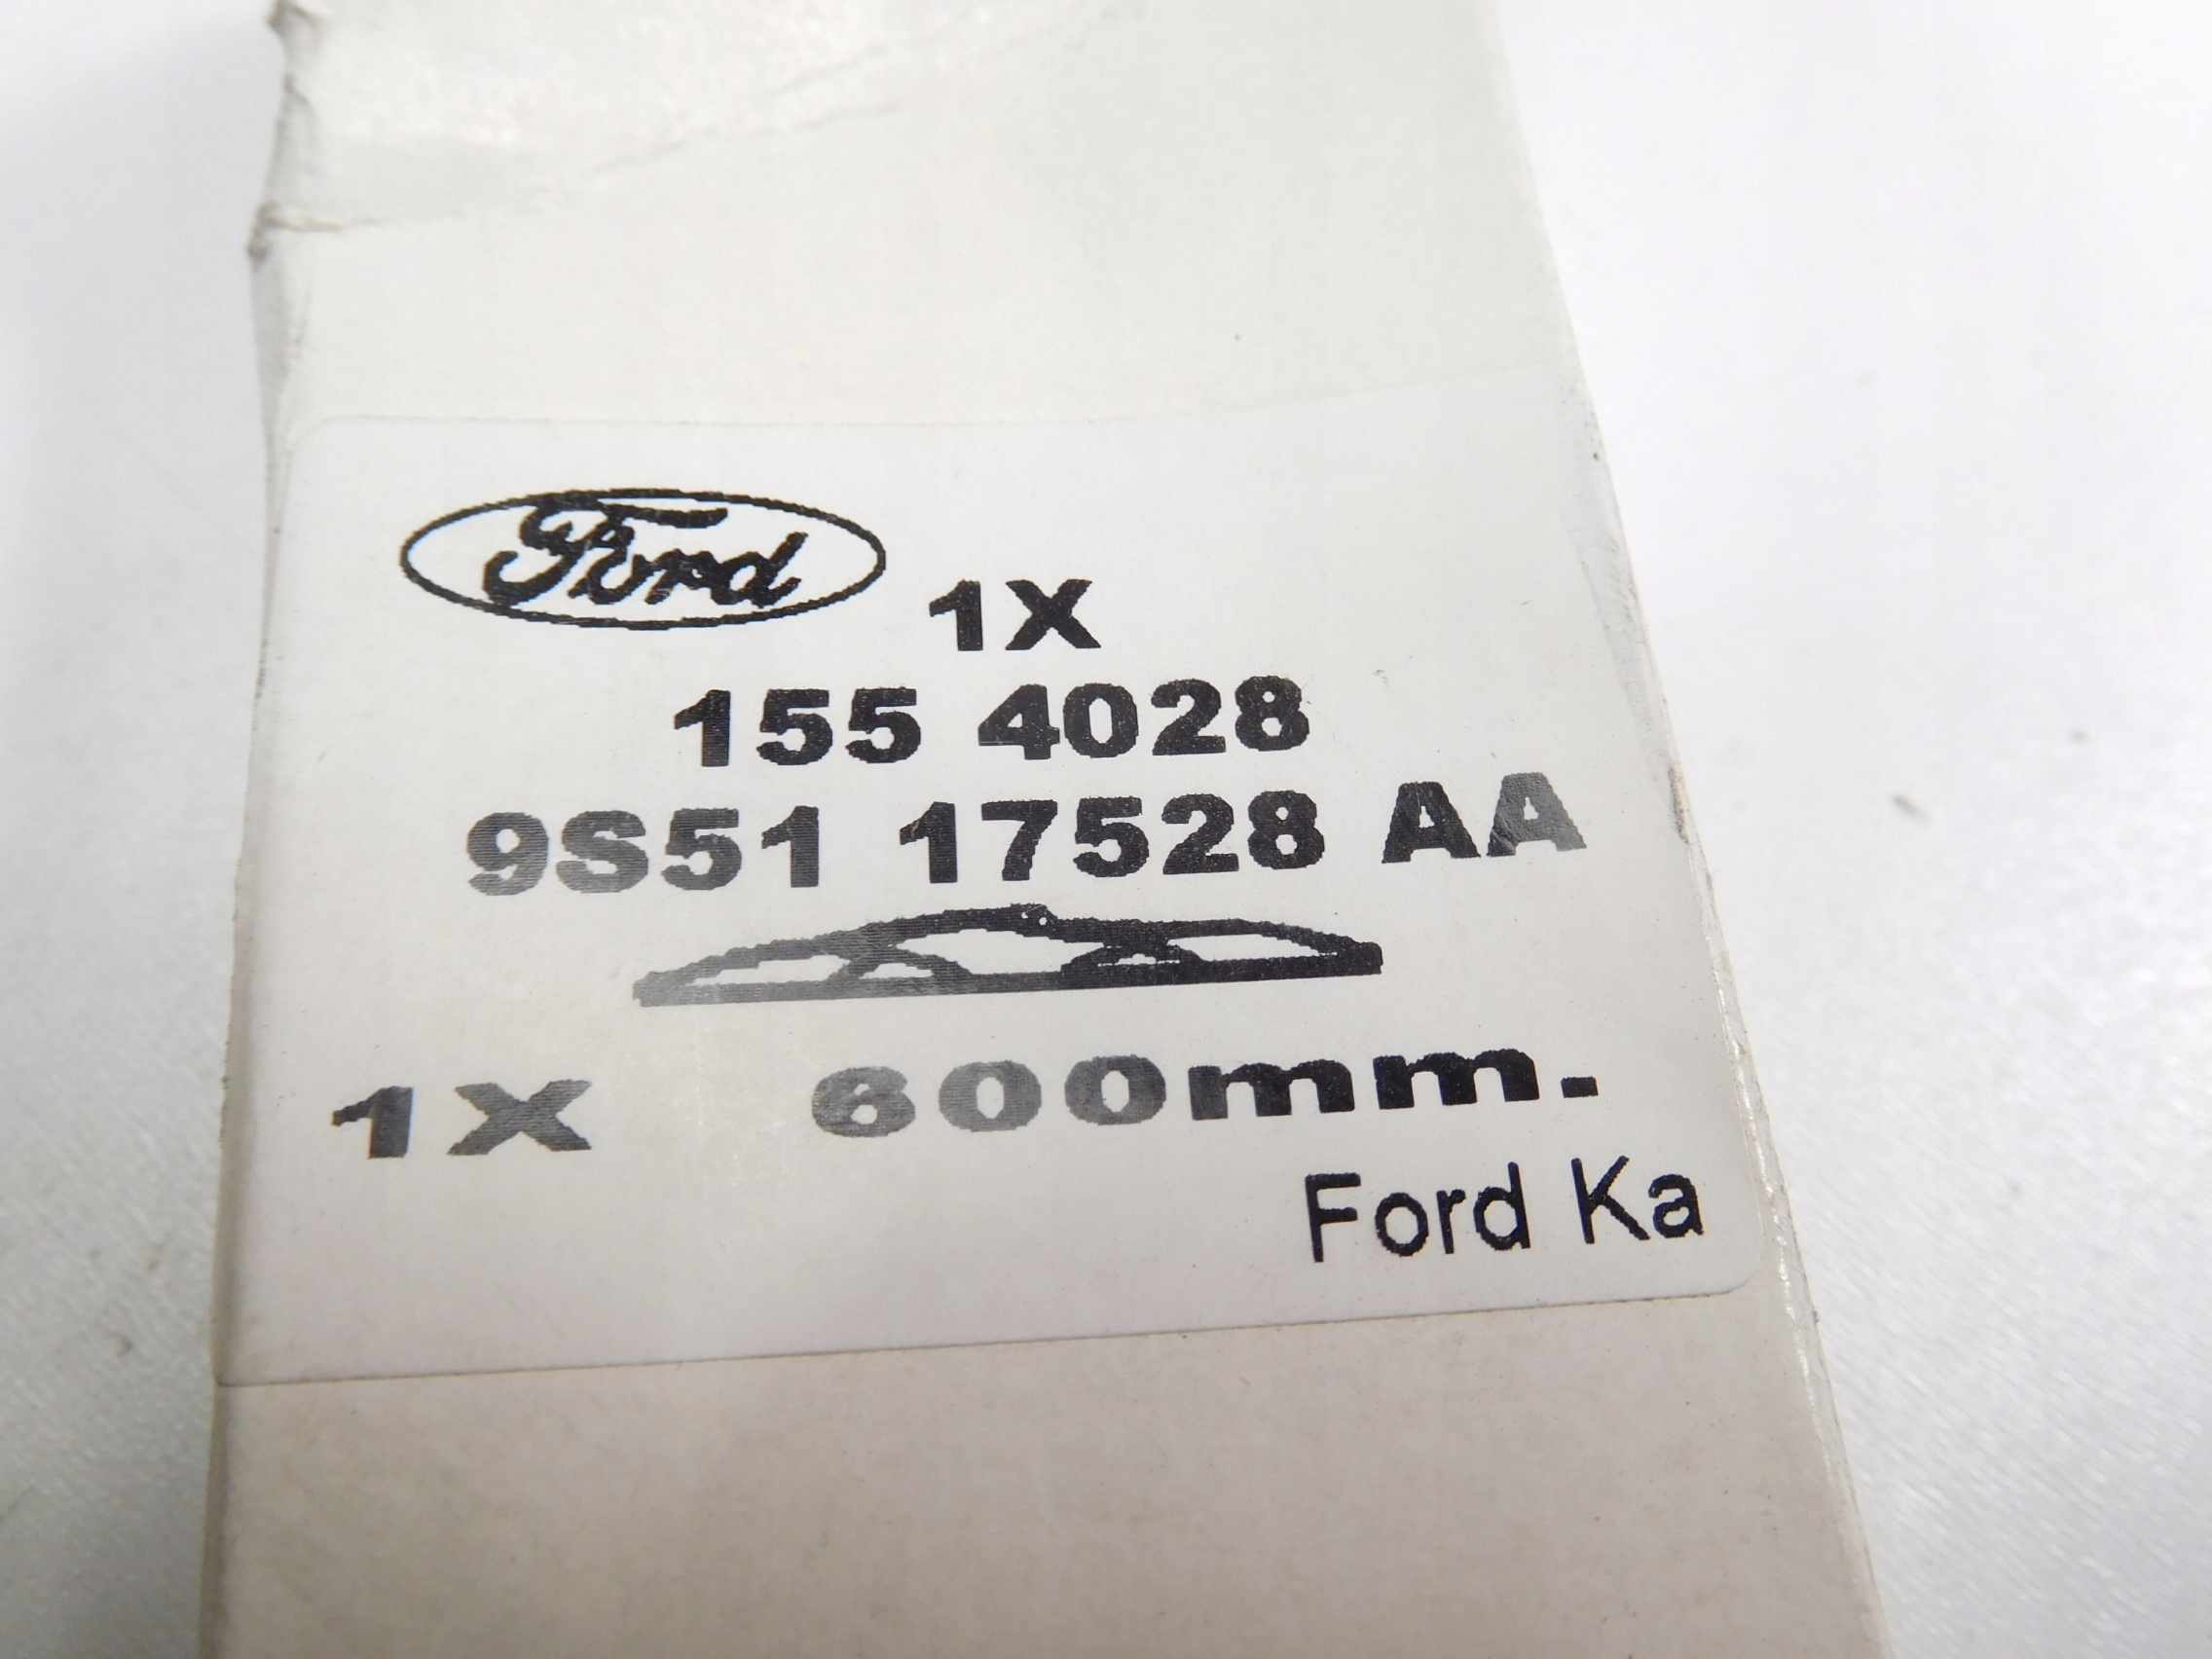 Ford
1X
155 4028
9S51 17528 AA
1X 600mm.
Ford Ka